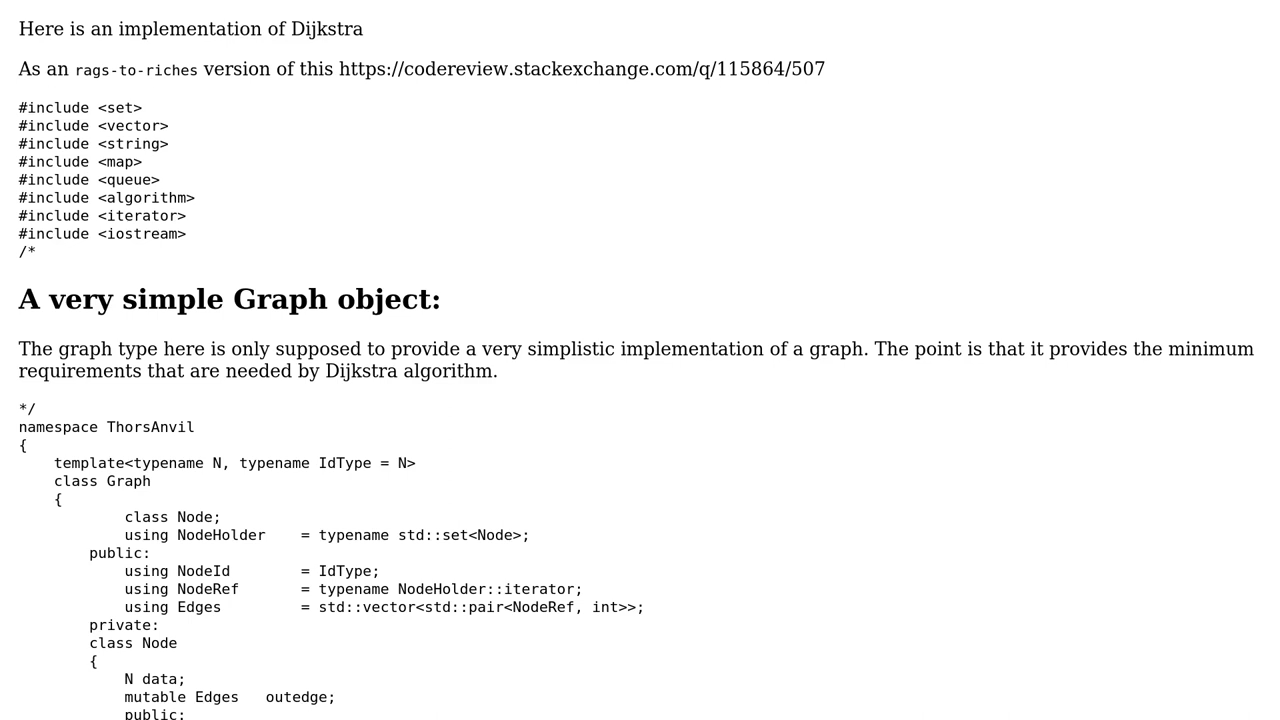 Here is an implementation of Dijkstra
As an rags-to-riches version of this https://codereview.stackexchange.com/q/115864/507
#include <set>
#include <vector>
#include <string>
#include <map>
#include <queue>
#include <algorithm>
#include <iterator>
#include <iostream>
/*
A very simple Graph object:
The graph type here is only supposed to provide a very simplistic implementation of a graph. The point is that it provides the minimum
requirements that are needed by Dijkstra algorithm.
*/
namespace ThorsAnvil
{
    template<typename N, typename IdType = N>
    class Graph
    {
            class Node;
            using NodeHolder    = typename std::set<Node>;
        public:
            using NodeId        = IdType;
            using NodeRef       = typename NodeHolder::iterator;
            using Edges         = std::vector<std::pair<NodeRef, int>>;
        private:
        class Node
        {
            N data;
            mutable Edges   outedge;
            public: